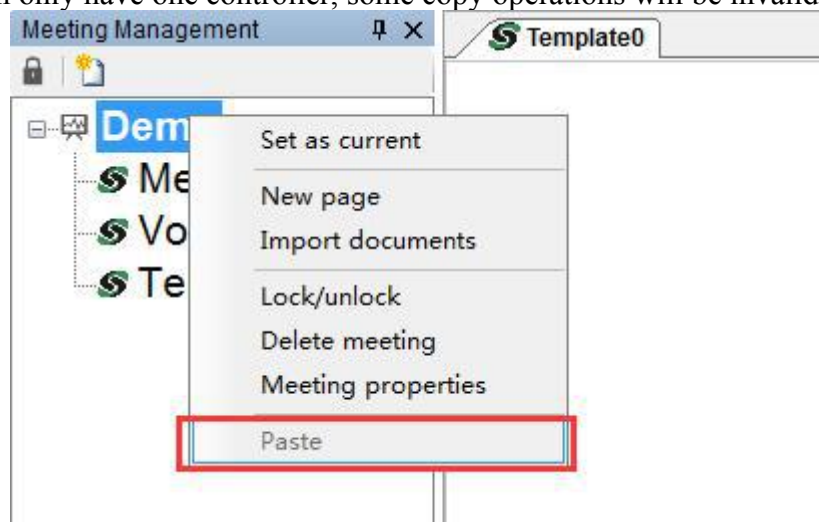 only have one controller, some copy operations will be invalid
Meeting Management
Template0
Dem
Set as current
Me
New page
Vo
Import documents
Te
Lock/unlock
Delete meeting
Meeting properties
Paste